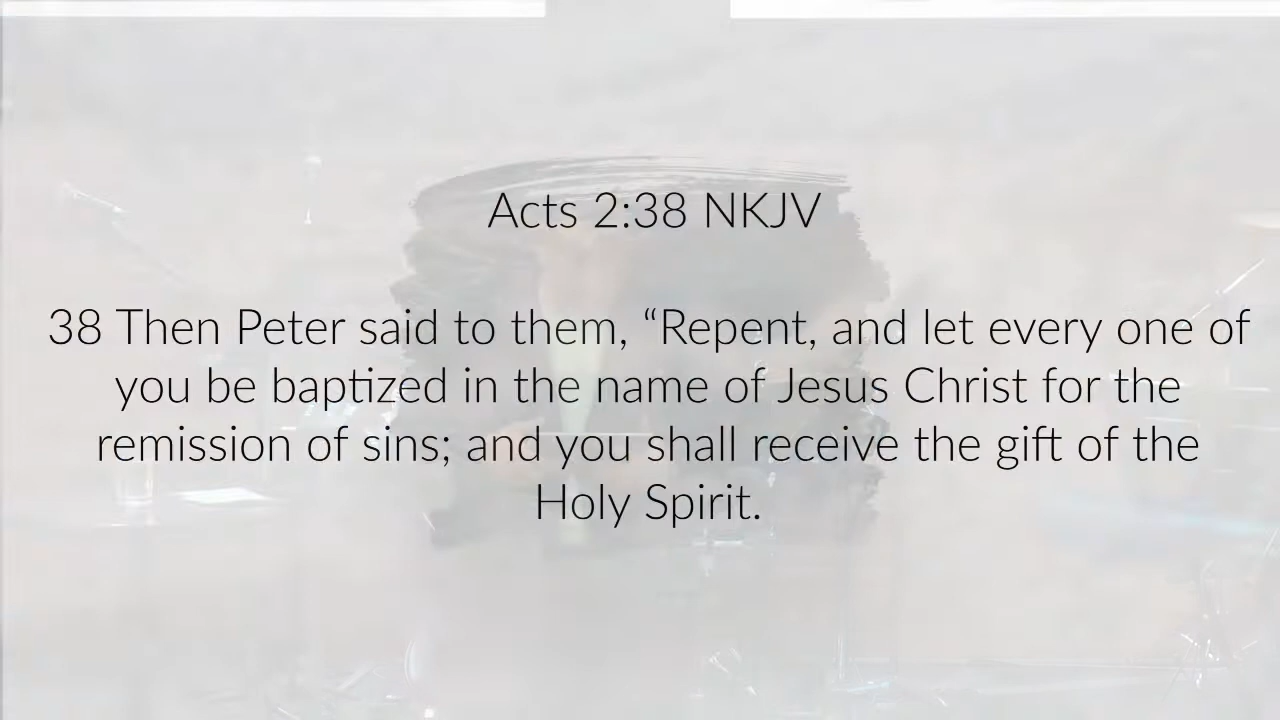 Acts 2:38 NKJV
38 Then Peter said to them, “Repent, and let every one of
you be baptized in the name of Jesus Christ for the
remission of sins; and you shall receive the gift of the
Holy Spirit.